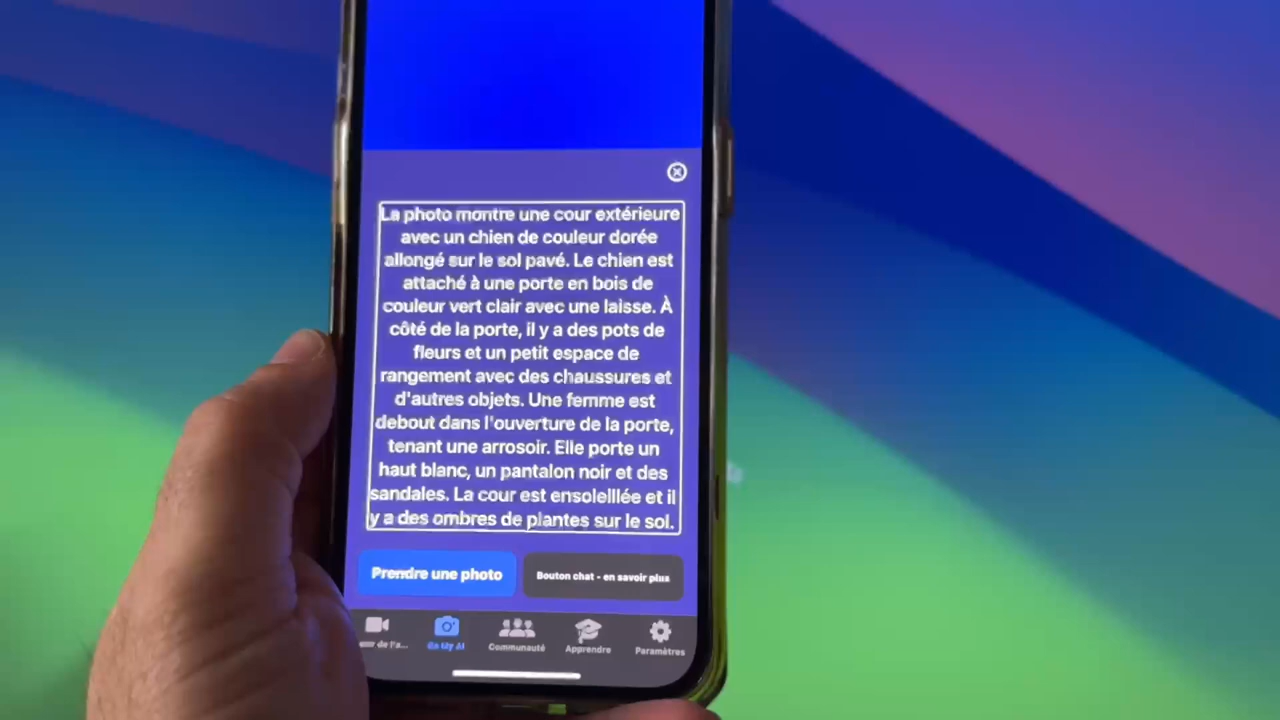 La photo montre une cour extérieure
avec un chien de couleur dorée
allongé sur le sol pavé. Le chien est
attaché à une porte en bois de
couleur vert clair avec une laisse. À
côté de la porte, il y a des pots de
fleurs et un petit espace de
rangement avec des chaussures et
d'autres objets. Une femme est
debout dans l'ouverture de la porte,
tenant une arrosoir. Elle porte un
haut blanc, un pantalon noir et des
sandales. La cour est ensoleillée et il
y a des ombres de plantes sur le sol.
Prendre une photo
Bouton chat - en savoir plus
Be My AI
Communauté
Apprendre
Paramètres